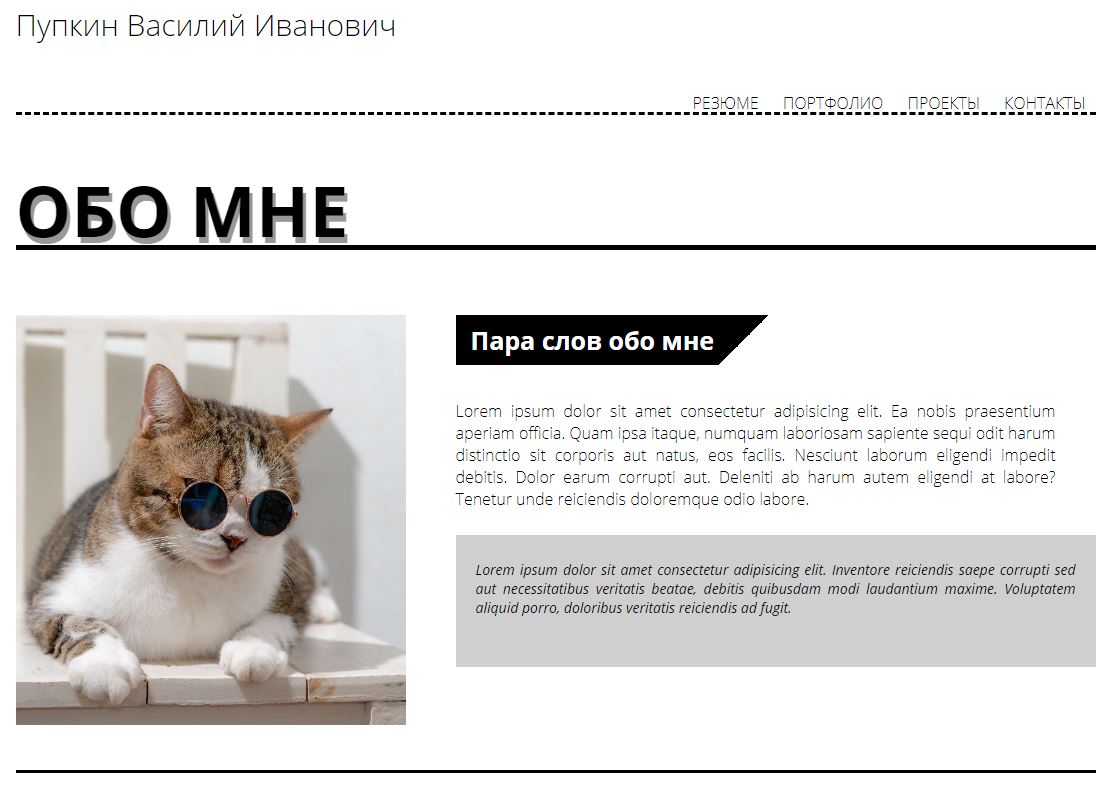 Пупкин Василий Иванович
РЕЗЮМЕ ПОРТФОЛИО ПРОЕКТЫ КОНТАКТЫ
ОБО МНЕ
Пара слов обо мне
Lorem ipsum dolor sit amet consectetur adipisicing elit. Ea nobis praesentium
aperiam officia. Quam ipsa itaque, numquam laboriosam sapiente sequi odit harum
distinctio sit corporis aut natus, eos facilis. Nesciunt laborum eligendi impedit
debitis. Dolor earum corrupti aut. Deleniti ab harum autem eligendi at labore?
Tenetur unde reiciendis doloremque odio labore.
Lorem ipsum dolor sit amet consectetur adipisicing elit. Inventore reiciendis saepe corrupti sed
aut necessitatibus veritatis beatae, debitis quibusdam modi laudantium maxime. Voluptatem
aliquid porro, doloribus veritatis reiciendis ad fugit.